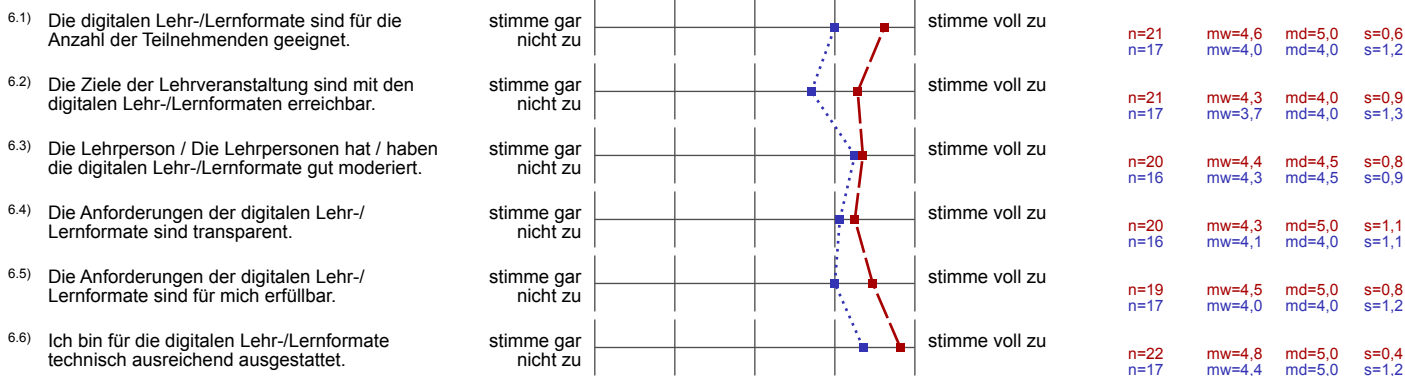 6.1) Die digitalen Lehr-/Lernformate sind für die
Anzahl der Teilnehmenden geeignet.
stimme gar
nicht zu
stimme voll zu
n=21 mw=4,6 md=5,0 s=0,6
n=17 mw=4,0 md=4,0 s=1,2
6.2) Die Ziele der Lehrveranstaltung sind mit den
digitalen Lehr-/Lernformaten erreichbar.
stimme gar
nicht zu
stimme voll zu
n=21 mw=4,3 md=4,0 s=0,9
n=17 mw=3,7 md=4,0 s=1,3
6.3) Die Lehrperson / Die Lehrpersonen hat / haben
die digitalen Lehr-/Lernformate gut moderiert.
stimme gar
nicht zu
stimme voll zu
n=20 mw=4,4 md=4,5 s=0,8
n=16 mw=4,3 md=4,5 s=0,9
6.4) Die Anforderungen der digitalen Lehr-/
Lernformate sind transparent.
stimme gar
nicht zu
stimme voll zu
n=20 mw=4,3 md=5,0 s=1,1
n=16 mw=4,1 md=4,0 s=1,1
6.5) Die Anforderungen der digitalen Lehr-/
Lernformate sind für mich erfüllbar.
stimme gar
nicht zu
stimme voll zu
n=19 mw=4,5 md=5,0 s=0,8
n=17 mw=4,0 md=4,0 s=1,2
6.6) Ich bin für die digitalen Lehr-/Lernformate
technisch ausreichend ausgestattet.
stimme gar
nicht zu
stimme voll zu
n=22 mw=4,8 md=5,0 s=0,4
n=17 mw=4,4 md=5,0 s=1,2